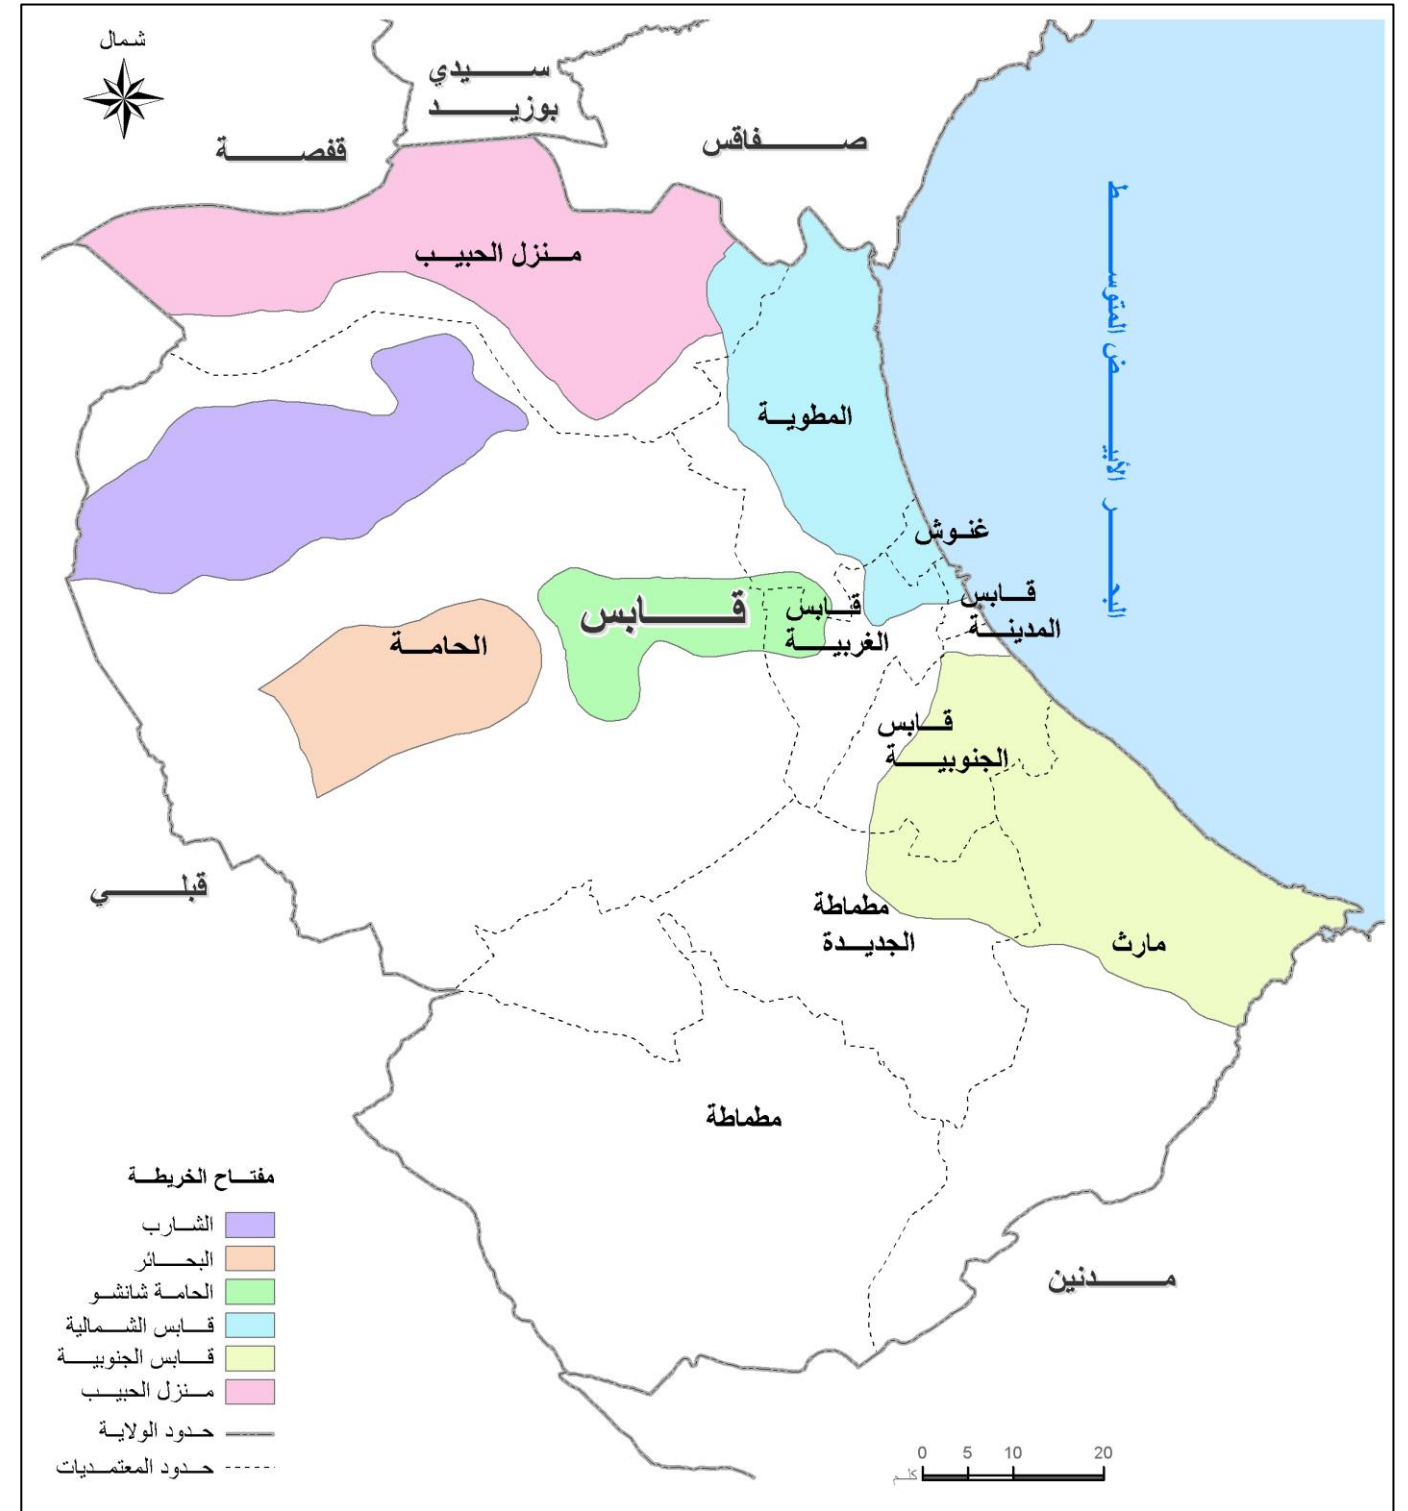 شمال
سيدي
بوزيد
صفاقس
قفصة
منزل الحبيب
البحر الأبيض المتوسط
المطوية
غنوش
قابس
المدينة
قابس
قابس
الغربية
الحامة
قابس
الجنوبية
قبلي
مطماطة
الجديدة
مارث
مطماطة
مدنين
مفتاح الخريطة
الشارب
البحائر
الحامة شانشو
قابس الشمالية
قابس الجنوبية
منزل الحبيب
حدود الولاية
حدود المعتمديات
0 5 10 20
كلم